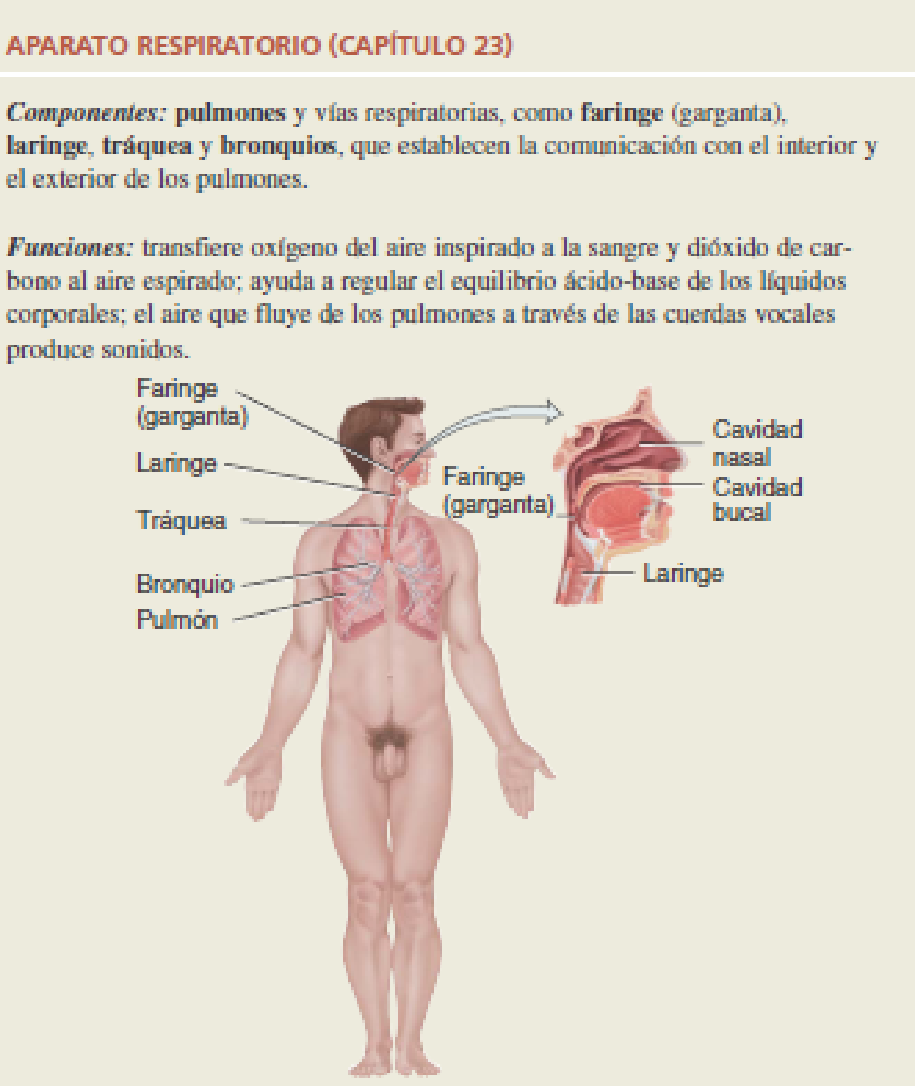 APARATO RESPIRATORIO (CAPÍTULO 23)
Componentes: pulmones y vías respiratorias, como faringe (garganta),
laringe, tráquea y bronquios, que establecen la comunicación con el interior y
el exterior de los pulmones.
Funciones: transfiere oxígeno del aire inspirado a la sangre y dióxido de car-
bono al aire espirado; ayuda a regular el equilibrio ácido-base de los líquidos
corporales; el aire que fluye de los pulmones a través de las cuerdas vocales
produce sonidos.
Faringe
(garganta)
Laringe
Tráquea
Bronquio
Pulmón
Faringe
(garganta)
Cavidad
nasal
Cavidad
bucal
Laringe